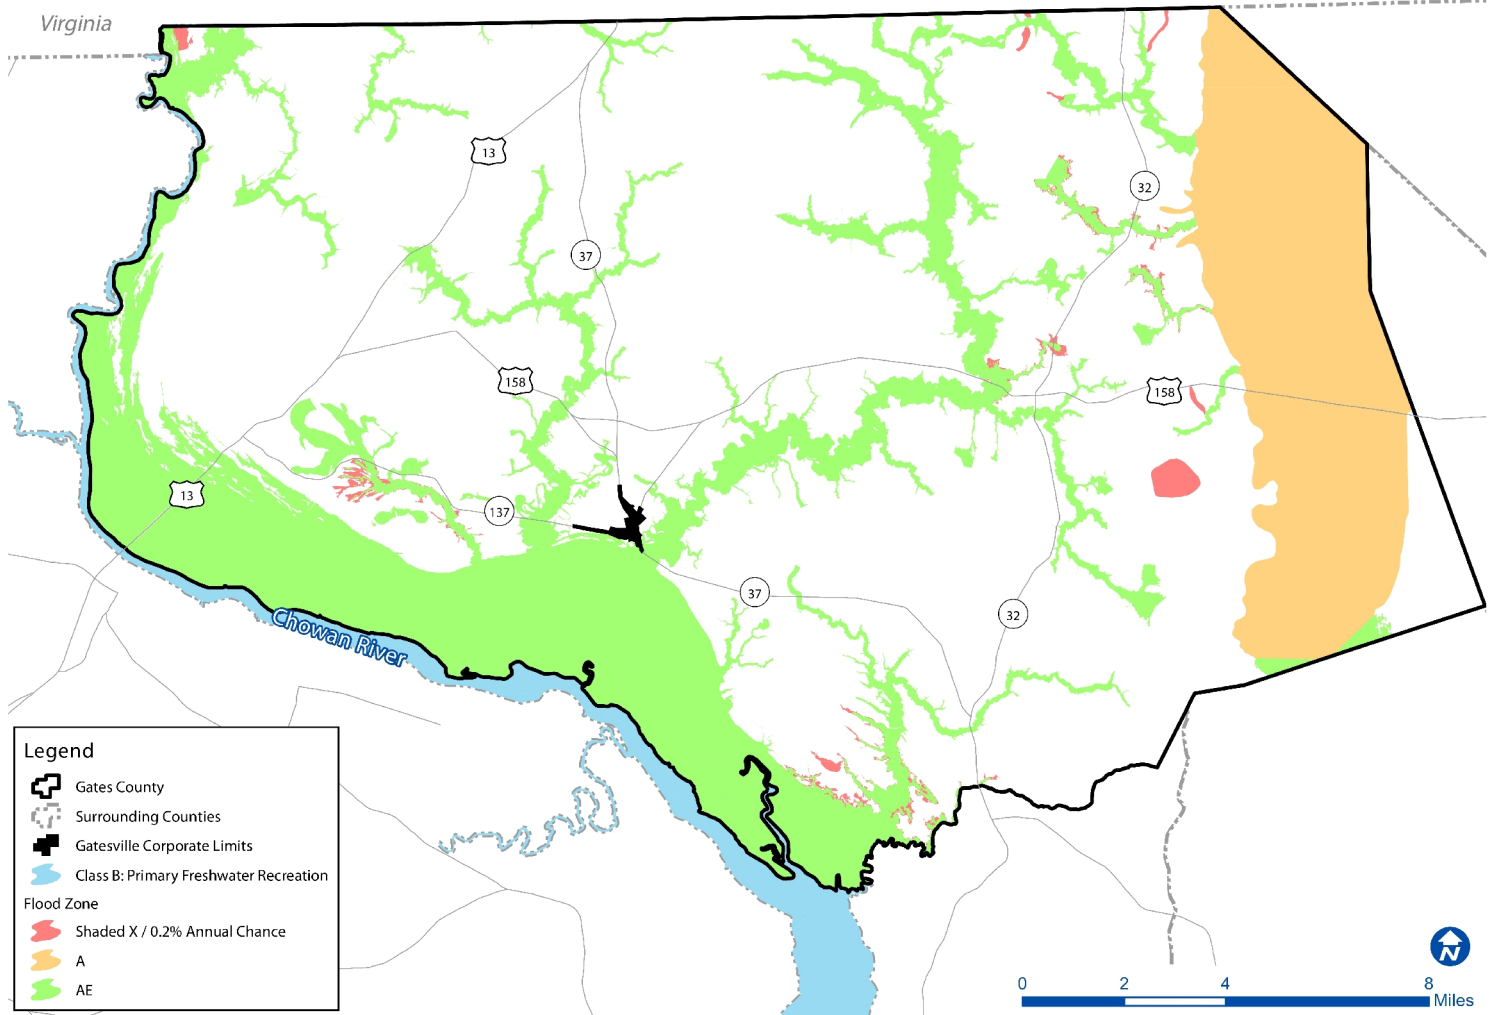 Virginia
13
32
37
158
158
13
137
37
32
Chowan River
Legend
Gates County
Surrounding Counties
Gatesville Corporate Limits
Class B: Primary Freshwater Recreation
Flood Zone
Shaded X / 0.2% Annual Chance
A
AE
N
0 2 4 8
Miles